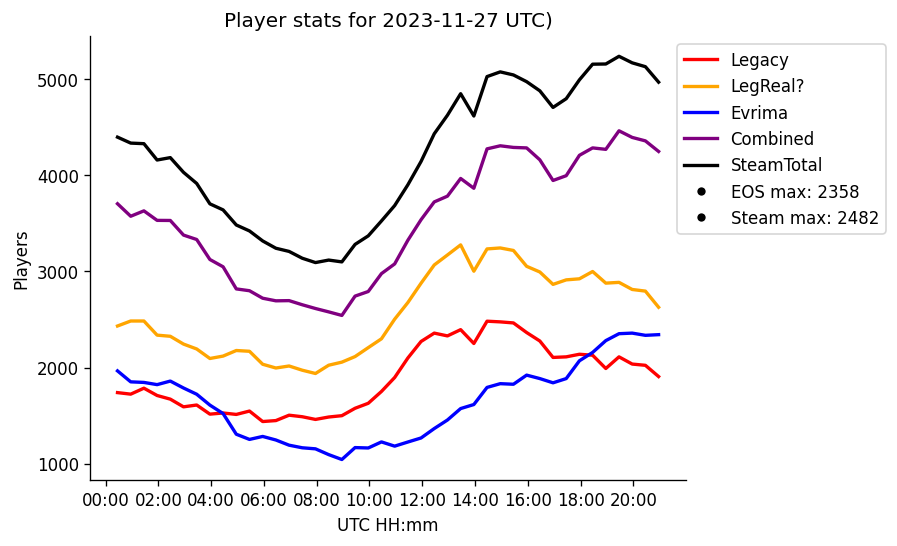 Player stats for 2023-11-27 UTC)
Legacy
LegReal?
Evrima
Combined
SteamTotal
EOS max: 2358
Steam max: 2482
Players
5000
4000
3000
2000
1000
00:00 02:00 04:00 06:00 08:00 10:00 12:00 14:00 16:00 18:00 20:00
UTC HH:mm